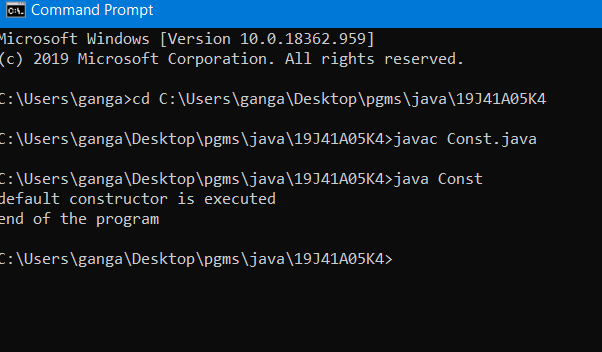 C:\. Command Prompt
Microsoft Windows [Version 10.0.18362.959]
(c) 2019 Microsoft Corporation. All rights reserved.
C:\Users\ganga>cd C:\Users\ganga\Desktop\pgms\java\19J41A05K4
C:\Users\ganga\Desktop\pgms\java\19J41A05K4>javac Const.java
C:\Users\ganga\Desktop\pgms\java\19J41A05K4>java Const
default constructor is executed
end of the program
C:\Users\ganga\Desktop\pgms\java\19J41A05K4>